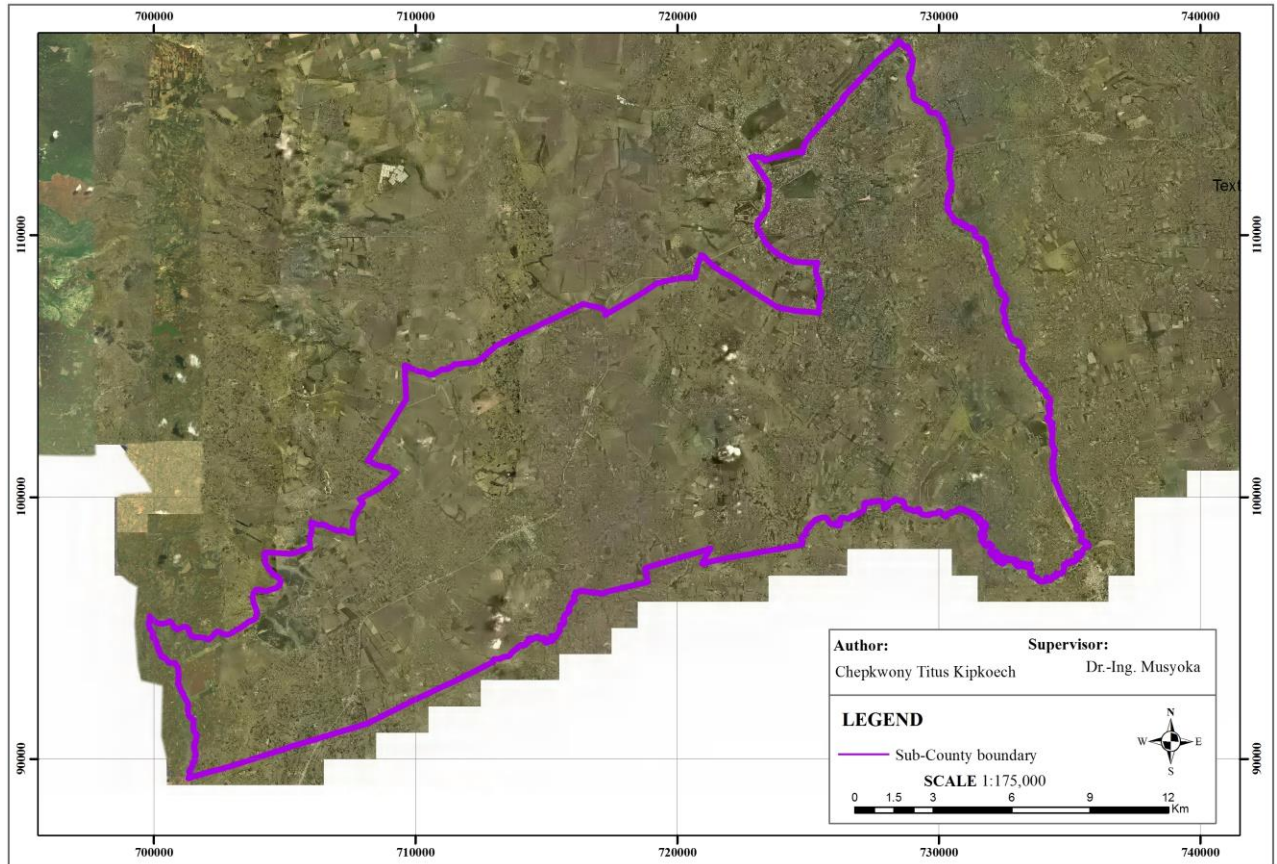 700000 710000 720000 730000 740000
Text
110000 110000
100000 100000
90000 90000
Author: Supervisor:
Chepkwony Titus Kipkoech Dr.-Ing. Musyoka
LEGEND
Sub-County boundary
N
W E
S
SCALE 1:175,000
0 1.5 3 6 9 12
Km
700000 710000 720000 730000 740000